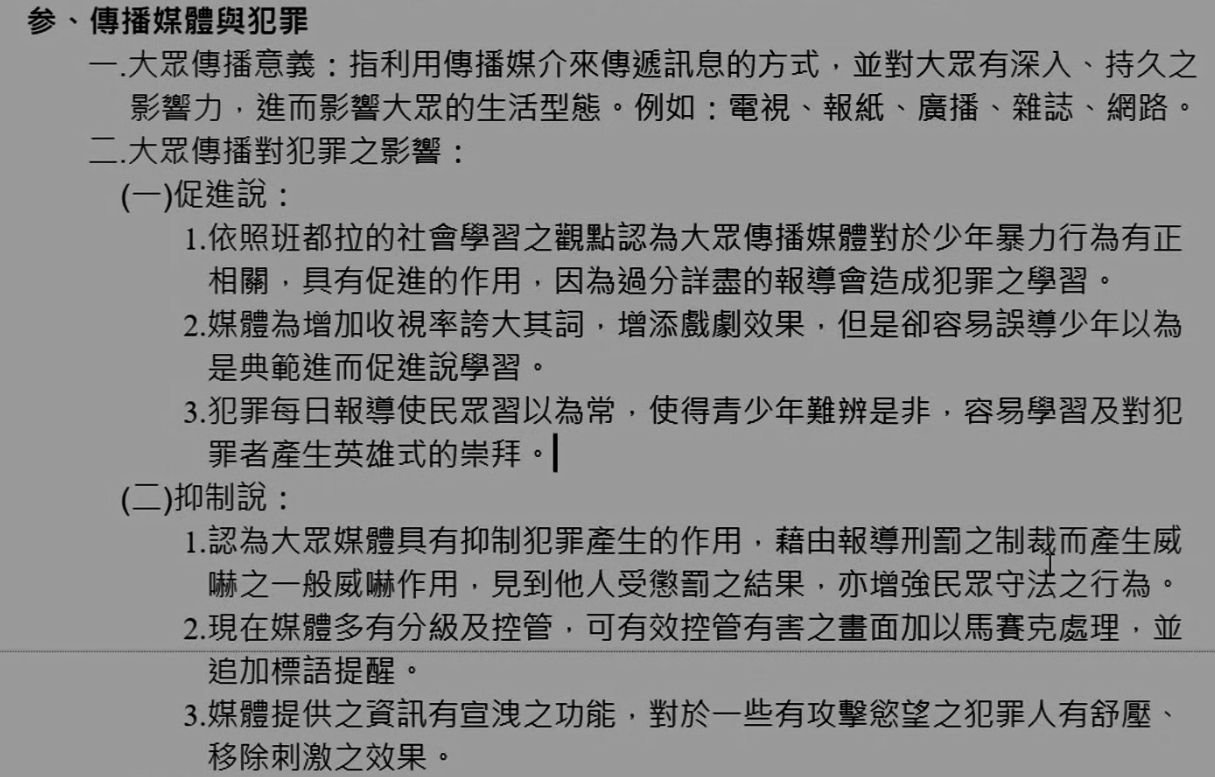 參、傳播媒體與犯罪
一.大眾傳播意義：指利用傳播媒介來傳遞訊息的方式，並對大眾有深入、持久之
影響力，進而影響大眾的生活型態。例如：電視、報紙、廣播、雜誌、網路。
二.大眾傳播對犯罪之影響：
(一)促進說：
1.依照班都拉的社會學習之觀點認為大眾傳播媒體對於少年暴力行為有正
相關，具有促進的作用，因為過分詳盡的報導會造成犯罪之學習。
2.媒體為增加收視率誇大其詞，增添戲劇效果，但是卻容易誤導少年以為
是典範進而促進說學習。
3.犯罪每日報導使民眾習以為常，使得青少年難辨是非，容易學習及對犯
罪者產生英雄式的崇拜。
(二)抑制說：
1.認為大眾媒體具有抑制犯罪產生的作用，藉由報導刑罰之制裁而產生威
嚇之一般威嚇作用，見到他人受懲罰之結果，亦增強民眾守法之行為。
2.現在媒體多有分級及控管，可有效控管有害之畫面加以馬賽克處理，並
追加標語提醒。
3.媒體提供之資訊有宣洩之功能，對於一些有攻擊慾望之犯罪人有舒壓、
移除刺激之效果。